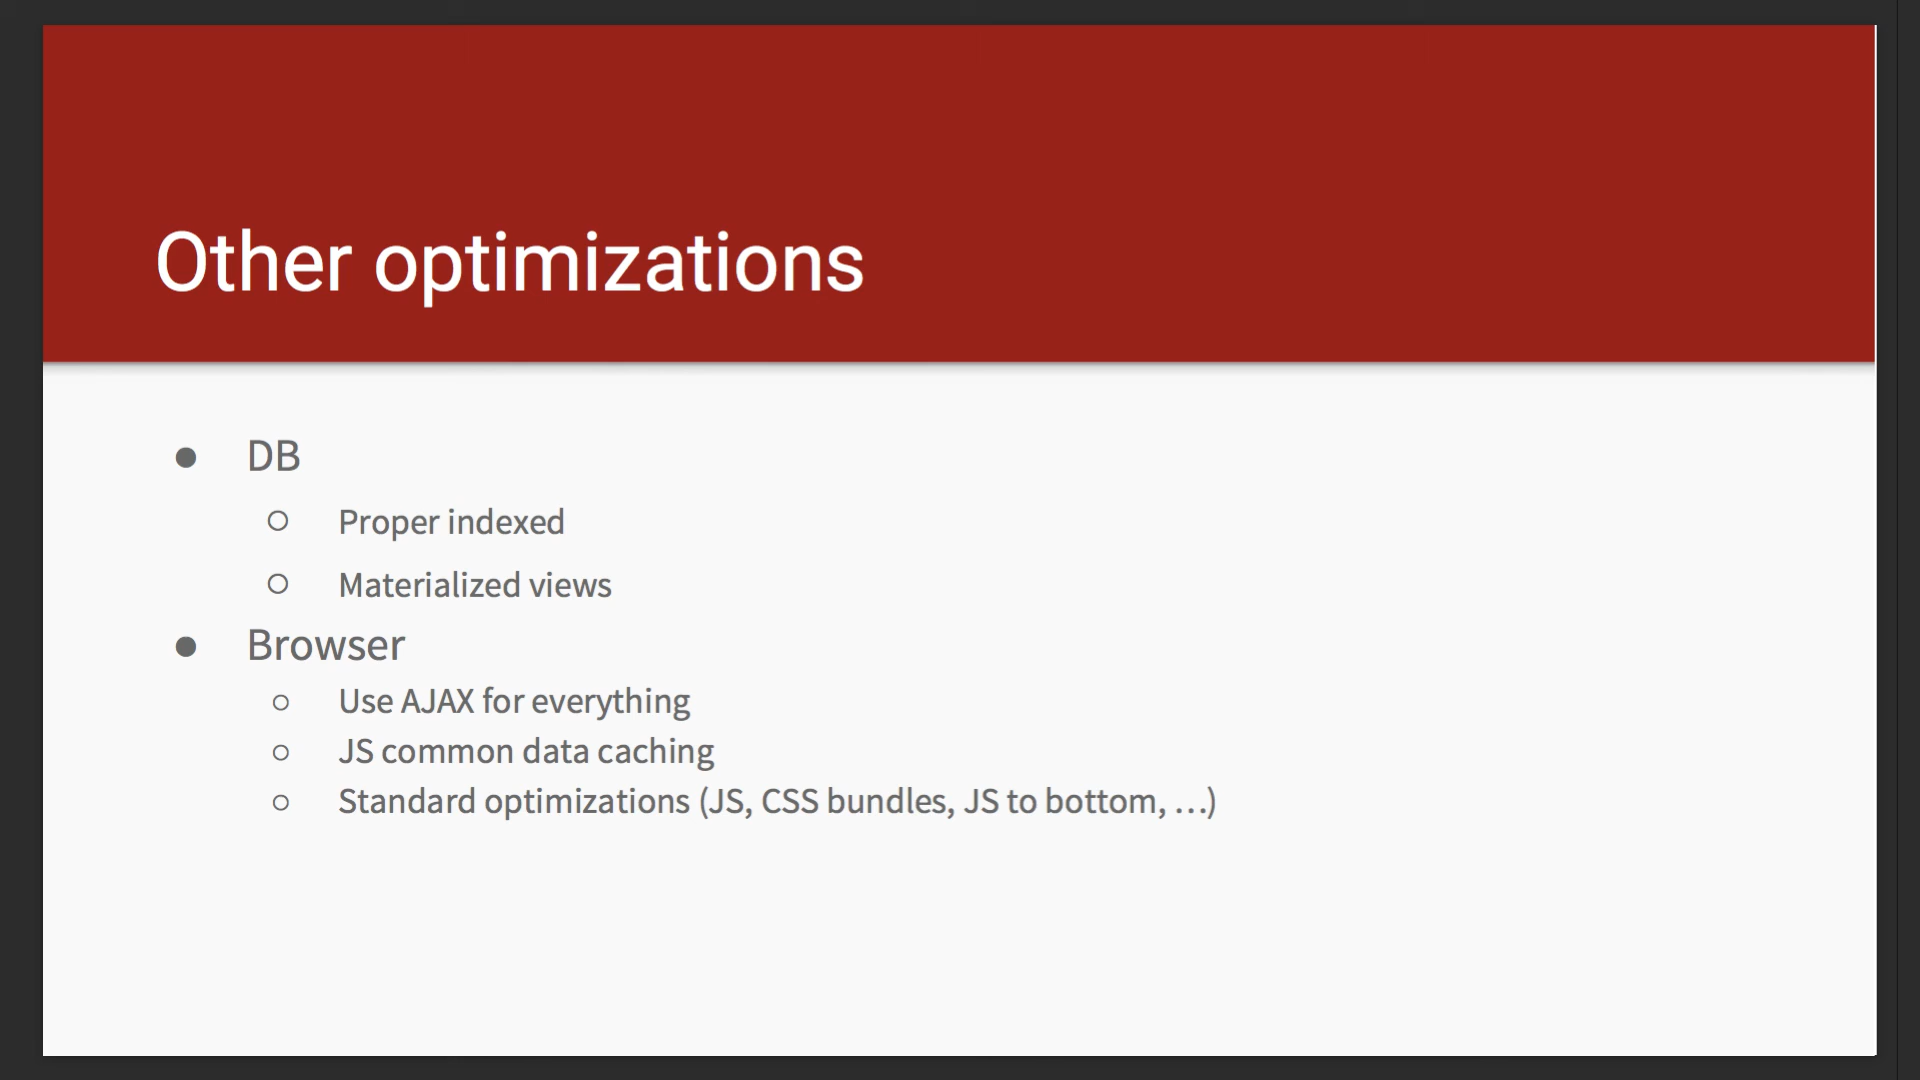 Other optimizations
DB
Proper indexed
Materialized views
Browser
Use AJAX for everything
JS common data caching
Standard optimizations (JS, CSS bundles, JS to bottom, …)